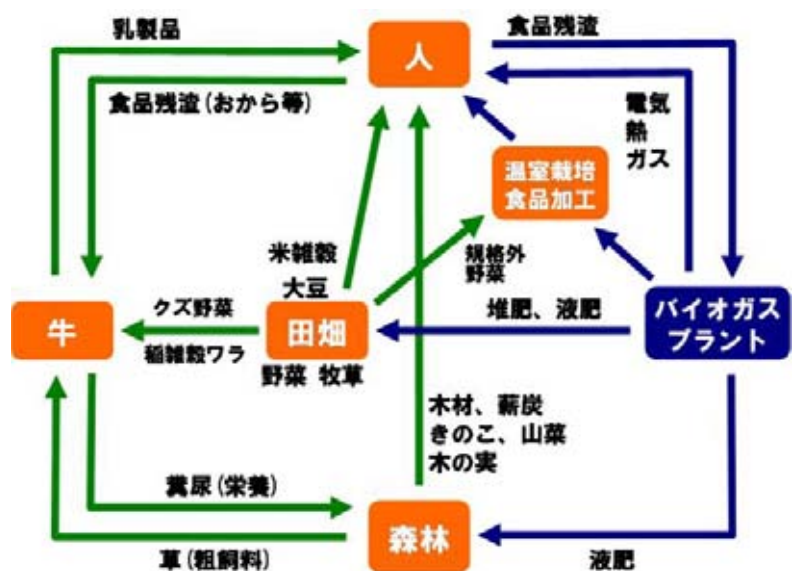 乳製品
人
食品残渣
食品残渣(おから等)
電気
熱
ガス
温室栽培
食品加工
米雑穀
大豆
規格外
野菜
クズ野菜
堆肥、液肥
バイオガス
プラント
牛
田畑
稲雑穀ワラ
野菜 牧草
木材、薪炭
きのこ、山菜
木の実
糞尿(栄養)
森林
草(粗飼料)
液肥